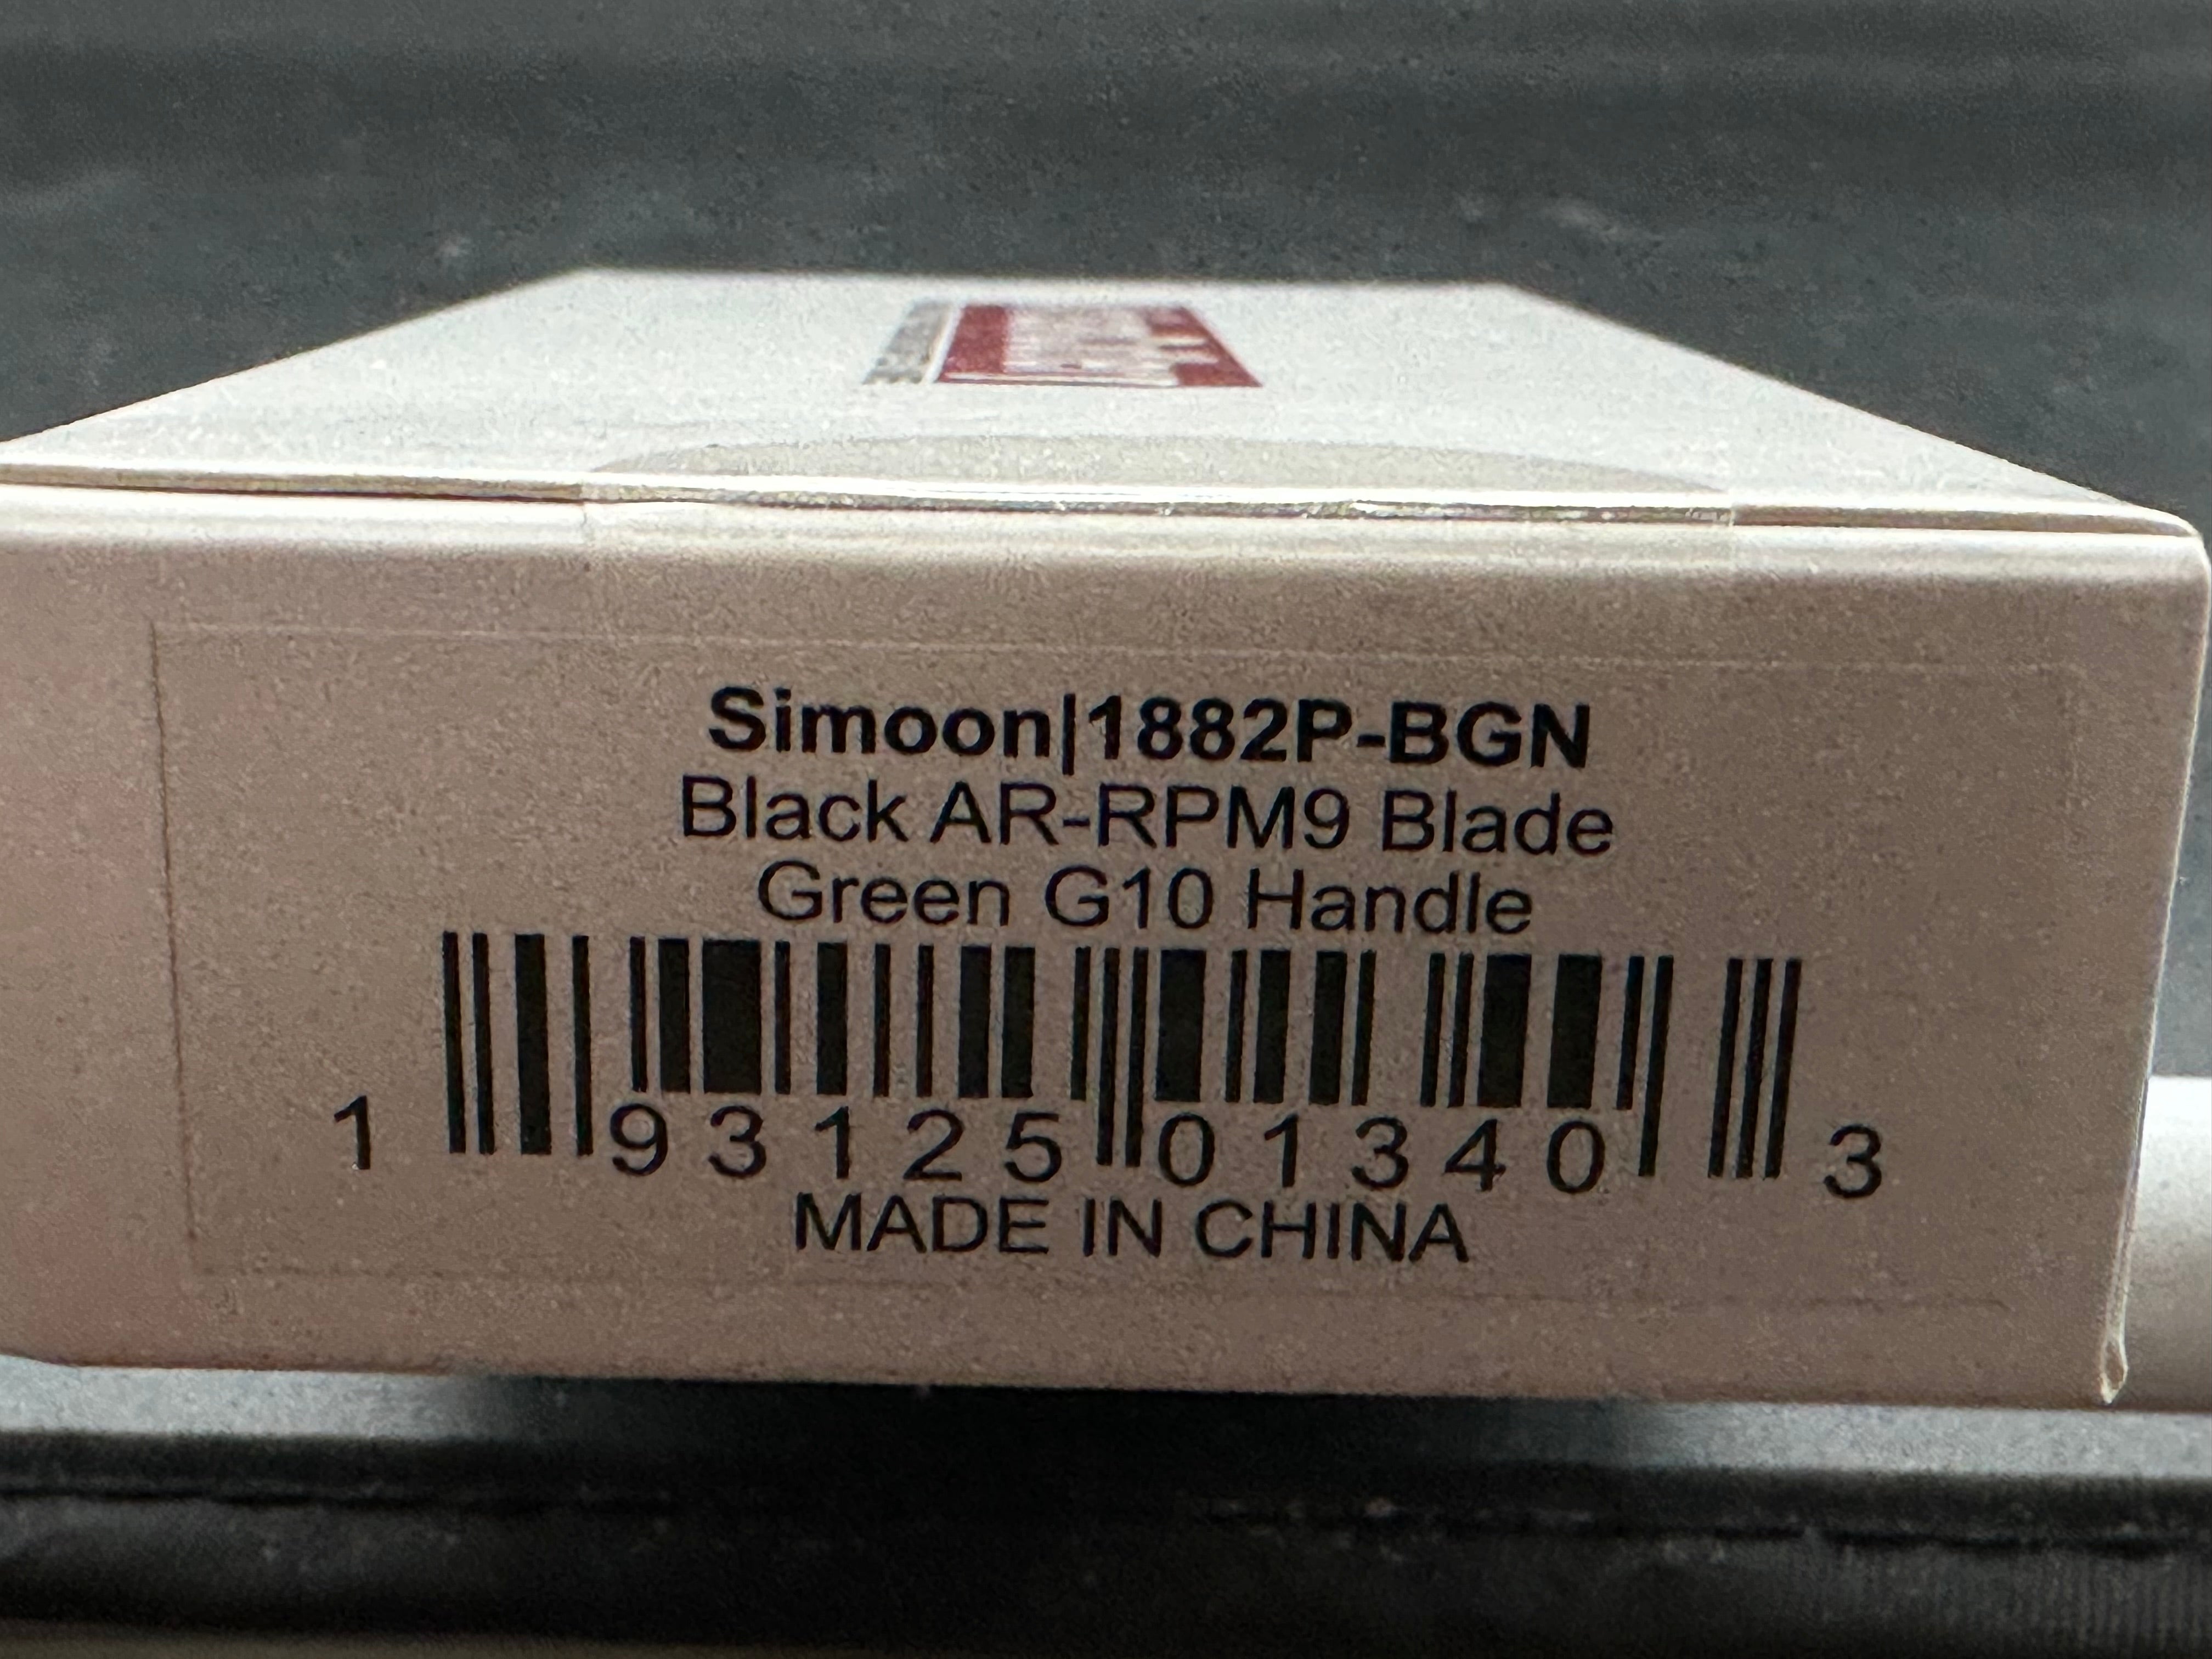 Simoon|1882P-BGN
Black AR-RPM9 Blade
Green G10 Handle
1 93125 01340 3
MADE IN CHINA